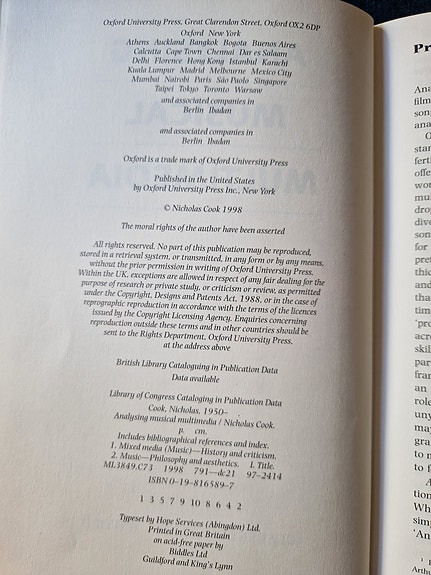 Oxford University Press, Great Clarendon Street, Oxford OX2 6DP
Oxford New York
Athens Auckland Bangkok Bogota Buenos Aires
Calcutta Cape Town Chennai Dar es Salaam
Delhi Florence Hong Kong Istanbul Karachi
Kuala Lumpur Madrid Melbourne Mexico City
Mumbai Nairobi Paris São Paolo Singapore
Taipei Tokyo Toronto Warsaw
and associated companies in
Berlin Ibadan
and associated companies in
Berlin Ibadan
Oxford is a trade mark of Oxford University Press
Published in the United States
by Oxford University Press Inc., New York
© Nicholas Cook 1998
The moral rights of the author have been asserted
All rights reserved. No part of this publication may be reproduced,
stored in a retrieval system, or transmitted, in any form or by any means,
without the prior permission in writing of Oxford University Press.
Within the UK, exceptions are allowed in respect of any fair dealing for the
purpose of research or private study, or criticism or review, as permitted
under the Copyright, Designs and Patents Act, 1988, or in the case of
reprographic reproduction in accordance with the terms of the licences
issued by the Copyright Licensing Agency. Enquiries concerning
reproduction outside these terms and in other countries should be
sent to the Rights Department, Oxford University Press,
at the address above
British Library Cataloguing in Publication Data
Data available
Library of Congress Cataloging in Publication Data
Cook, Nicholas, 1950–
Analysing musical multimedia / Nicholas Cook.
p. cm.
Includes bibliographical references and index.
1. Mixed media (Music)—History and criticism.
2. Music—Philosophy and aesthetics. I. Title.
ML3849.C73 1998 791—dc21 97–2414
ISBN 0–19–816589–7
1 3 5 7 9 10 8 6 4 2
Typeset by Hope Services (Abingdon) Ltd.
Printed in Great Britain
on acid-free paper by
Biddles Ltd
Guildford and King's Lynn